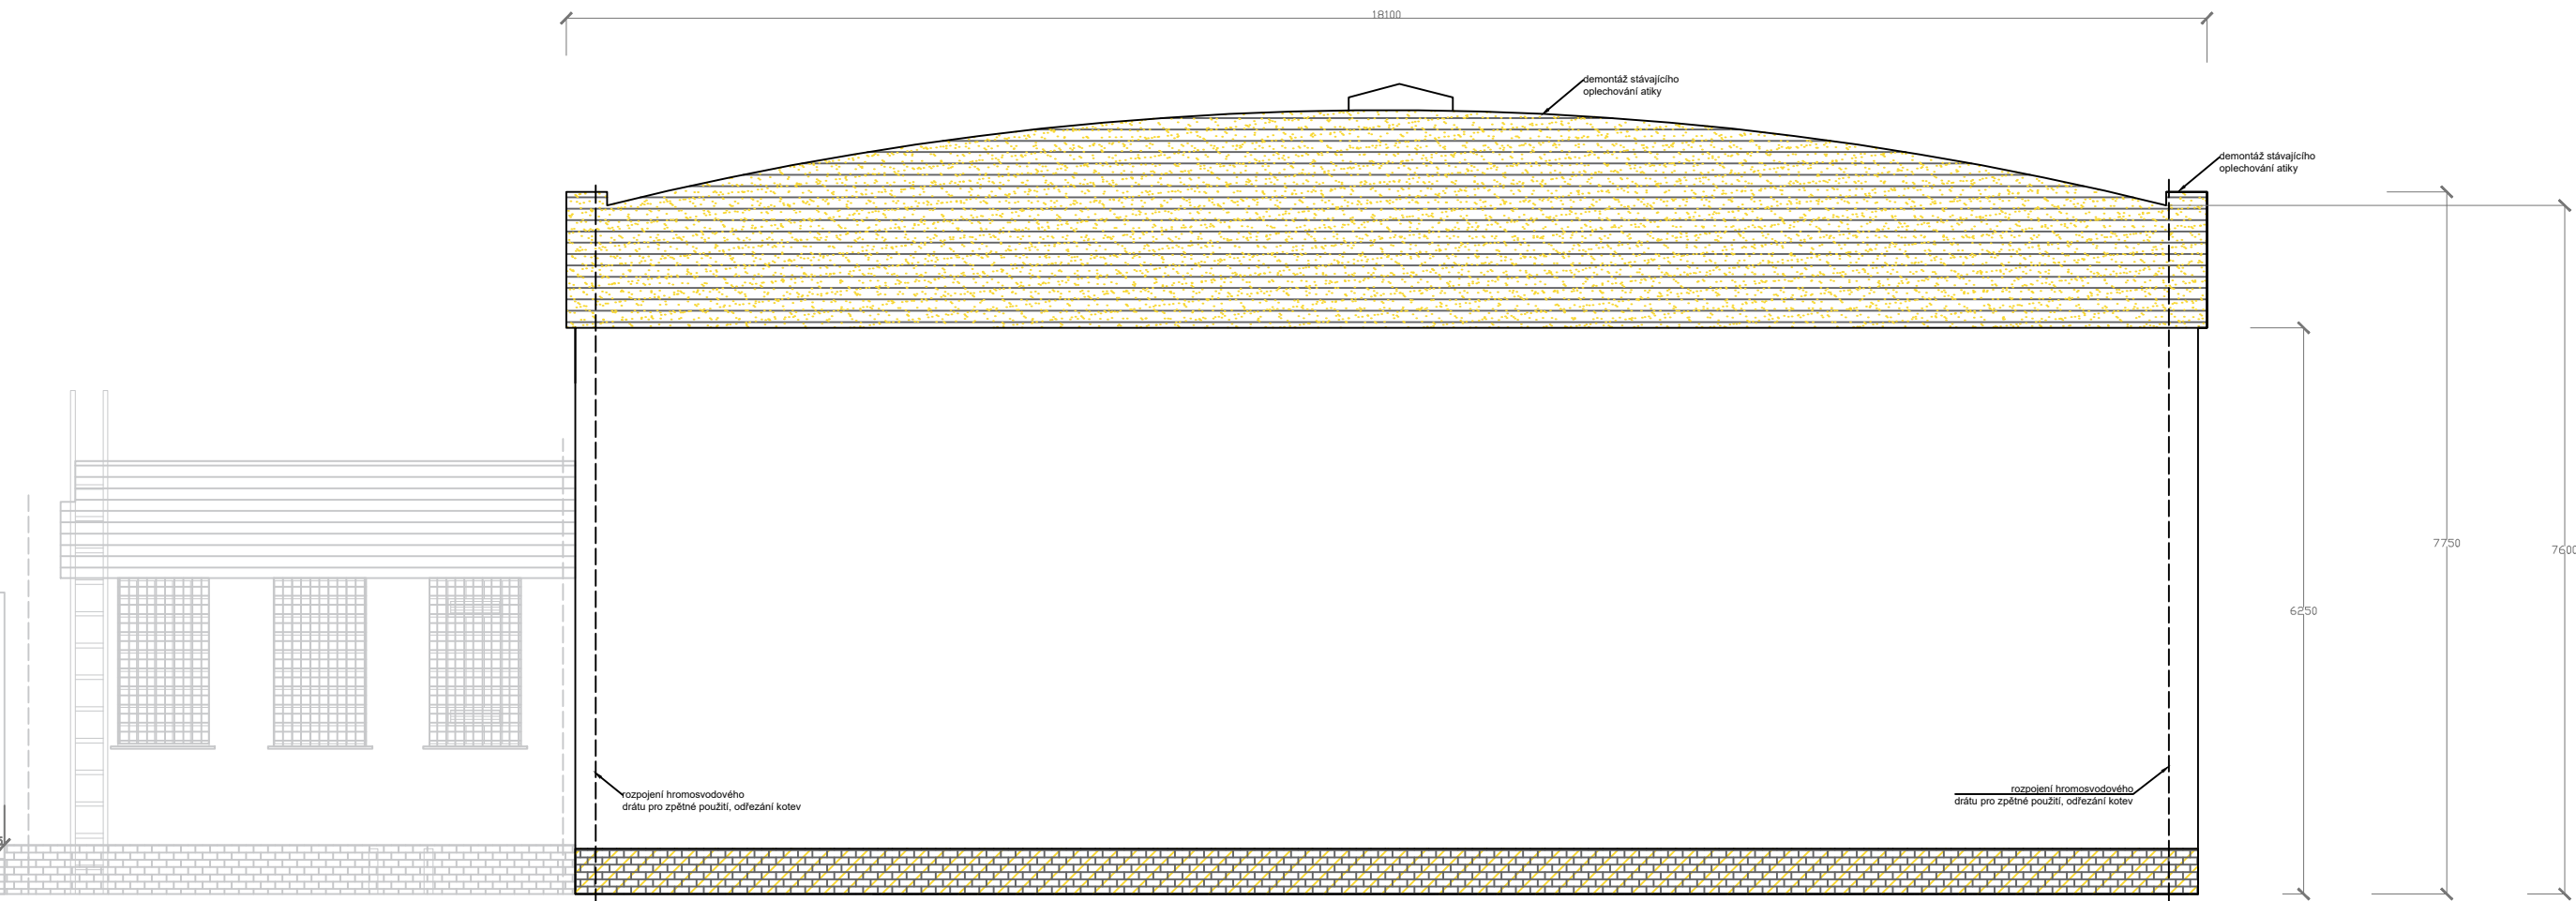 18100
demontáž stávajícího
oplechování atiky
demontáž stávajícího
oplechování atiky
7750
7600
6250
rozpojení hromosvodového
drátu pro zpětné použití, odřezání kotev
rozpojení hromosvodového
drátu pro zpětné použití, odřezání kotev